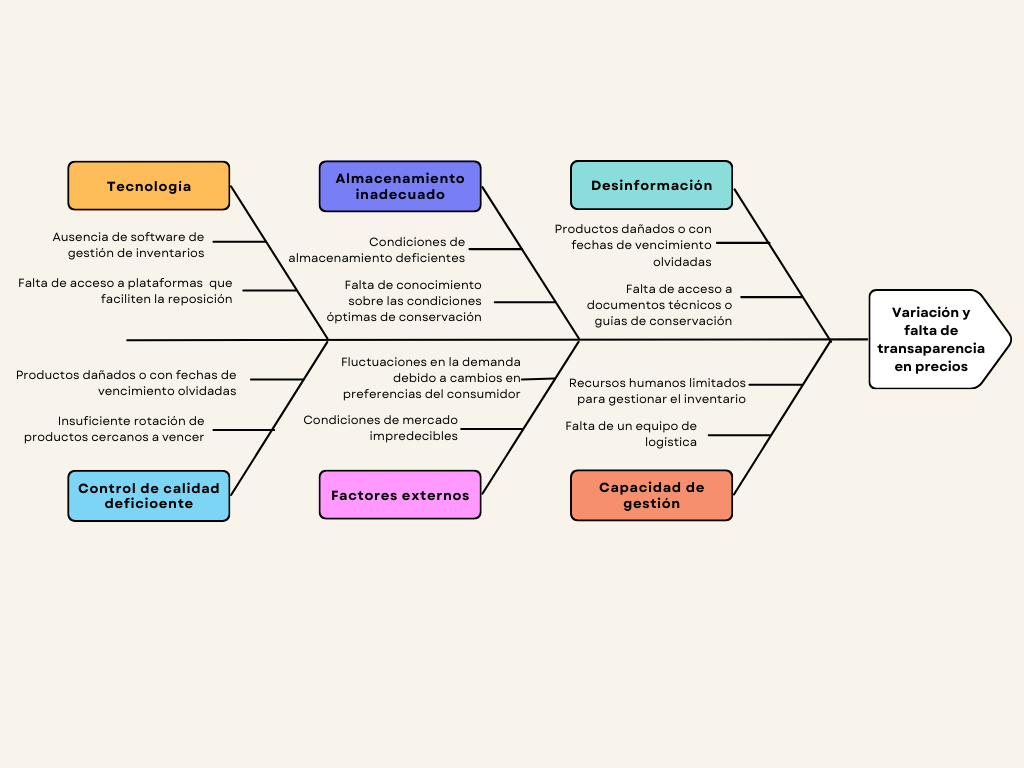 Tecnología
Ausencia de software de
gestión de inventarios
Falta de acceso a plataformas que
faciliten la reposición
Almacenamiento
inadecuado
Condiciones de
almacenamiento deficientes
Falta de conocimiento
sobre las condiciones
óptimas de conservación
Desinformación
Productos dañados o con
fechas de vencimiento
olvidadas
Falta de acceso a
documentos técnicos o
guías de conservación
Variación y
falta de
transaparencia
en precios
Productos dañados o con fechas de
vencimiento olvidadas
Insuficiente rotación de
productos cercanos a vencer
Control de calidad
deficioente
Fluctuaciones en la demanda
debido a cambios en
preferencias del consumidor
Condiciones de mercado
impredecibles
Factores externos
Recursos humanos limitados
para gestionar el inventario
Falta de un equipo de
logística
Capacidad de
gestión